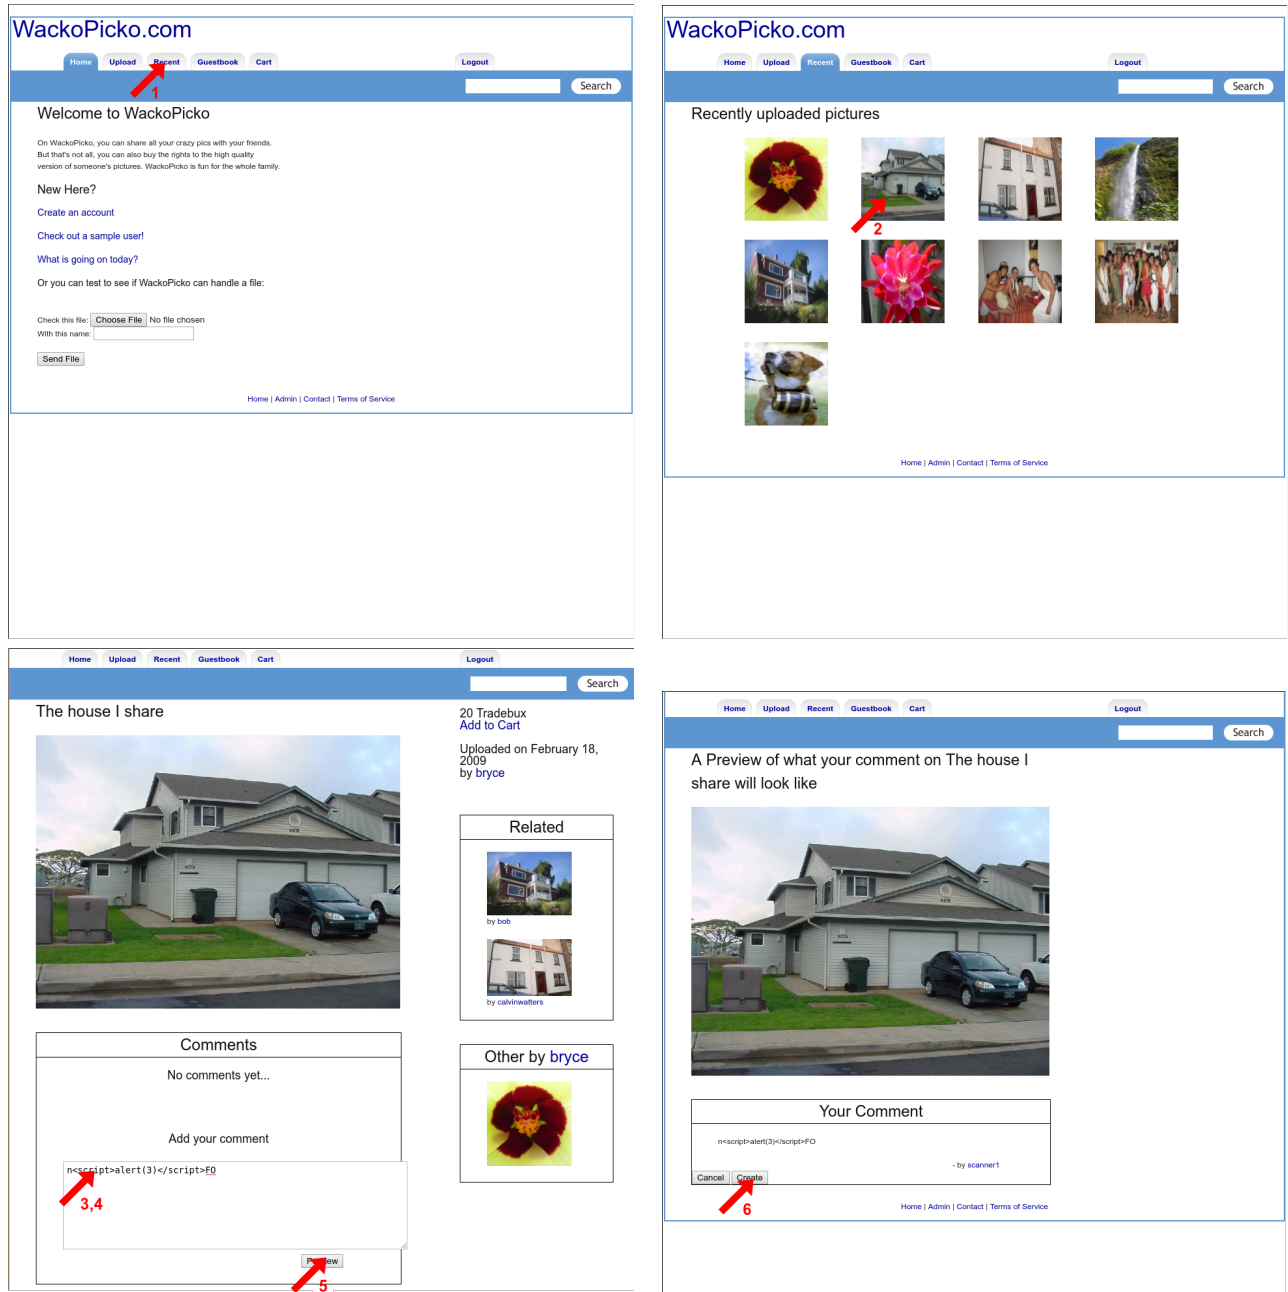 WackoPicko.com
Home Upload Recent Guestbook Cart Logout
1
Search
Welcome to WackoPicko
On WackoPicko, you can share all your crazy pics with your friends.
But that's not all, you can also buy the rights to the high quality
version of someone's pictures. WackoPicko is fun for the whole family.
New Here?
Create an account
Check out a sample user!
What is going on today?
Or you can test to see if WackoPicko can handle a file:
Check this file: Choose File No file chosen
With this name:
Send File
Home | Admin | Contact | Terms of Service
WackoPicko.com
Home Upload Recent Guestbook Cart Logout
Search
Recently uploaded pictures
2
Home | Admin | Contact | Terms of Service
Home Upload Recent Guestbook Cart Logout
Search
The house I share
20 Tradebux
Add to Cart
Uploaded on February 18,
2009
by bryce
Related
by bob
by calvinwatters
Other by bryce
Comments
No comments yet...
Add your comment
n<script>alert(3)</script>FO
3,4
Preview
5
Home Upload Recent Guestbook Cart Logout
Search
A Preview of what your comment on The house I
share will look like
Your Comment
n<script>alert(3)</script>FO
- by scanner1
Cancel Create
6
Home | Admin | Contact | Terms of Service